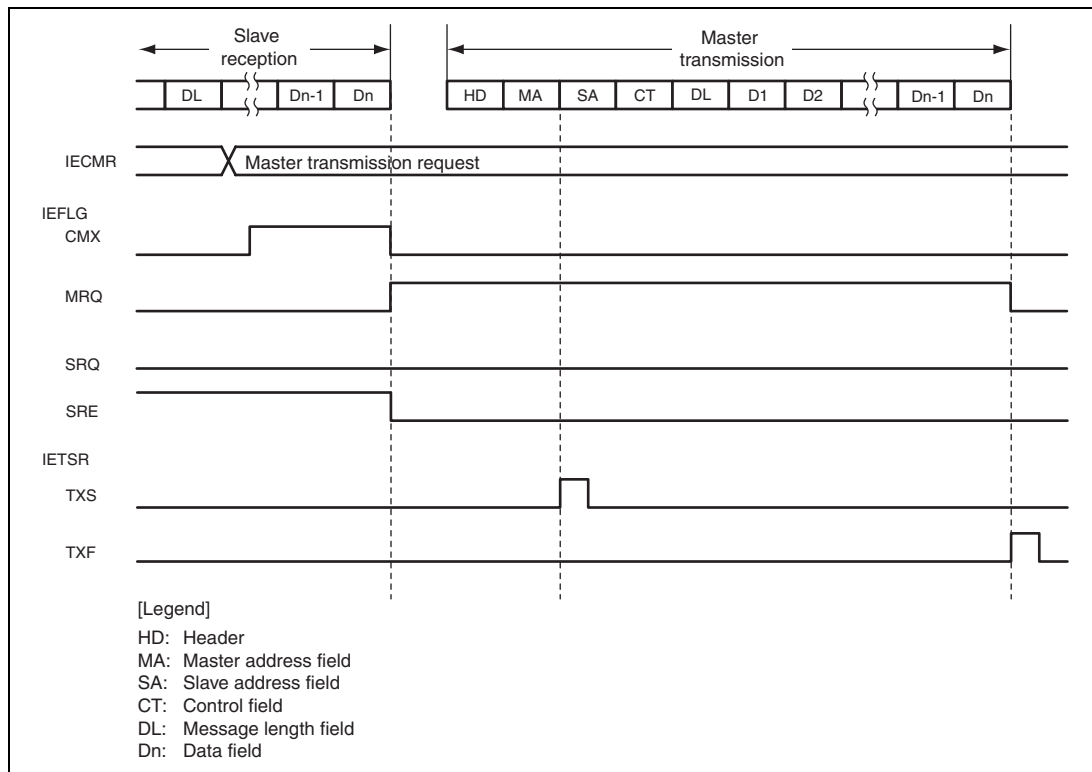 Slave
reception
Master
transmission
DL Dn-1 Dn HD MA SA CT DL D1 D2 Dn-1 Dn
IECMR Master transmission request
IEFLG
CMX
MRQ
SRQ
SRE
IETSR
TXS
TXF
[Legend]
HD: Header
MA: Master address field
SA: Slave address field
CT: Control field
DL: Message length field
Dn: Data field